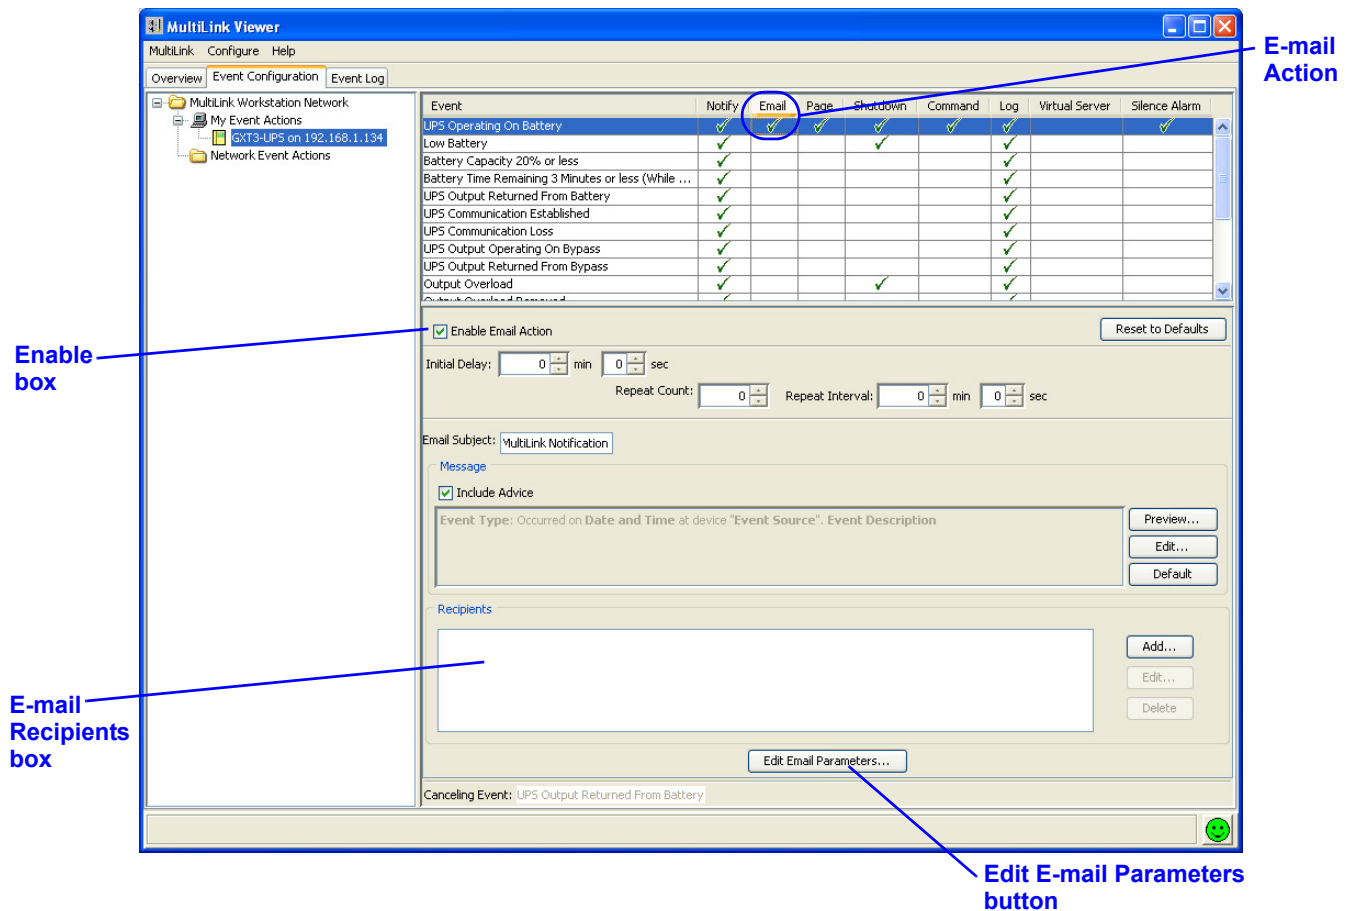 MultiLink Viewer
MultiLink Configure Help
E-mail
Action
Overview Event Configuration Event Log
MultiLink Workstation Network
My Event Actions
GXT3-UPS on 192.168.1.134
Network Event Actions
Event Notify Email Page Shutdown Command Log Virtual Server Silence Alarm
UPS Operating On Battery
Low Battery
Battery Capacity 20% or less
Battery Time Remaining 3 Minutes or less (While ...
UPS Output Returned From Battery
UPS Communication Established
UPS Communication Loss
UPS Output Operating On Bypass
UPS Output Returned From Bypass
Output Overload
Output Overload Removed
Enable Email Action
Reset to Defaults
Enable
box
Initial Delay: 0 min 0 sec
Repeat Count: 0 Repeat Interval: 0 min 0 sec
Email Subject: MultiLink Notification
Message
Include Advice
Event Type: Occurred on Date and Time at device "Event Source". Event Description
Preview...
Edit...
Default
Recipients
Add...
Edit...
Delete
E-mail
Recipients
box
Edit Email Parameters...
Canceling Event: UPS Output Returned From Battery
Edit E-mail Parameters
button